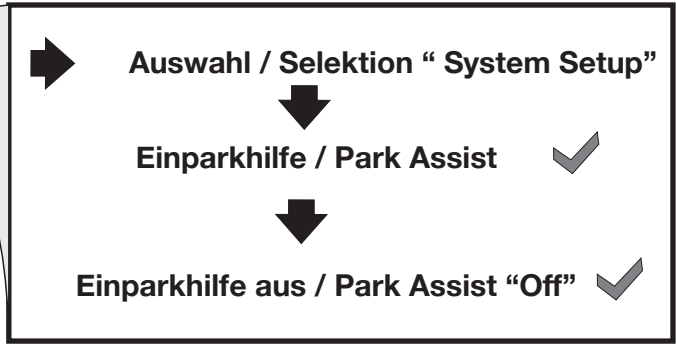 Auswahl / Selektion “ System Setup”
Einparkhilfe / Park Assist
Einparkhilfe aus / Park Assist “Off”